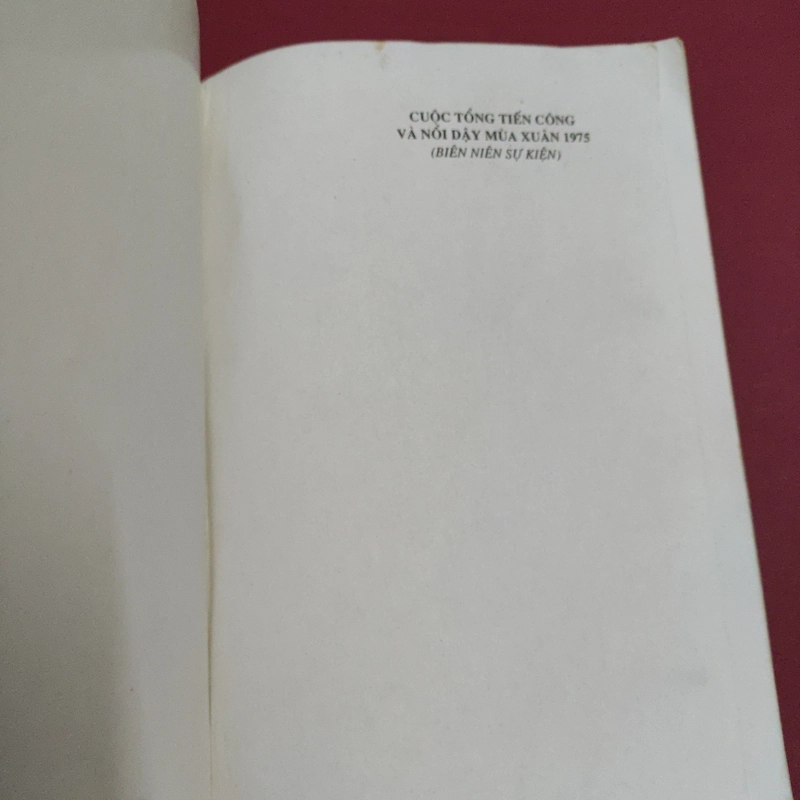 CUỘC TỔNG TIẾN CÔNG
VÀ NỔI DẬY MÙA XUÂN 1975
(BIÊN NIÊN SỰ KIỆN)